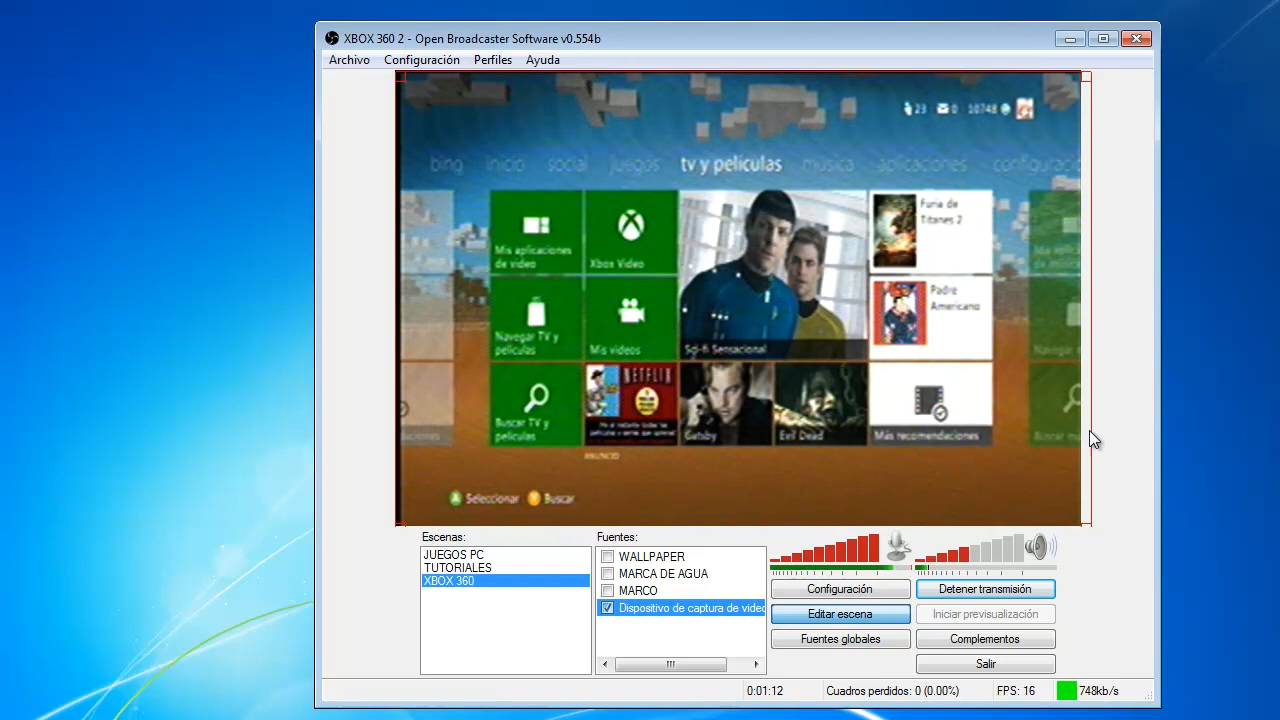 XBOX 360 2 - Open Broadcaster Software v0.554b
Archivo Configuración Perfiles Ayuda
23 0 10748
bing Inicio social juegos tv y películas música aplicaciones configuraci
Mis aplicaciones de video
Xbox Video
Furia de Titanes 2
Navegar TV y películas
Mis videos
Sci-fi Sensacional
Padre Americano
Buscar TV y películas
NETFLIX
Gatsby
Evil Dead
Más recomendaciones
ANUNCIO
A Seleccionar Y Buscar
Escenas:
JUEGOS PC
TUTORIALES
XBOX 360
Fuentes:
WALLPAPER
MARCA DE AGUA
MARCO
Dispositivo de captura de video
Configuración
Detener transmisión
Editar escena
Iniciar previsualización
Fuentes globales
Complementos
Salir
0:01:12 Cuadros perdidos: 0 (0.00%) FPS: 16 748kb/s